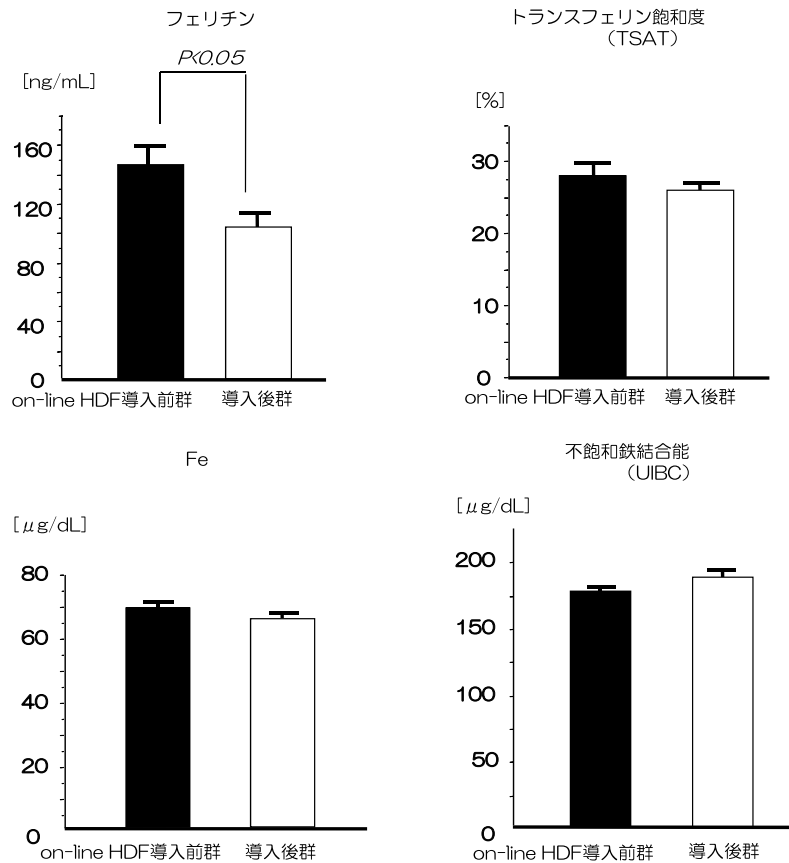 フェリチン
P<0.05
[ng/mL]
160
120
80
40
0
on-line HDF導入前群 導入後群
トランスフェリン飽和度
（TSAT）
[%]
30
20
10
0
on-line HDF導入前群 導入後群
Fe
[μg/dL]
80
60
40
20
0
on-line HDF導入前群 導入後群
不飽和鉄結合能
（UIBC）
[μg/dL]
200
150
100
50
0
on-line HDF導入前群 導入後群